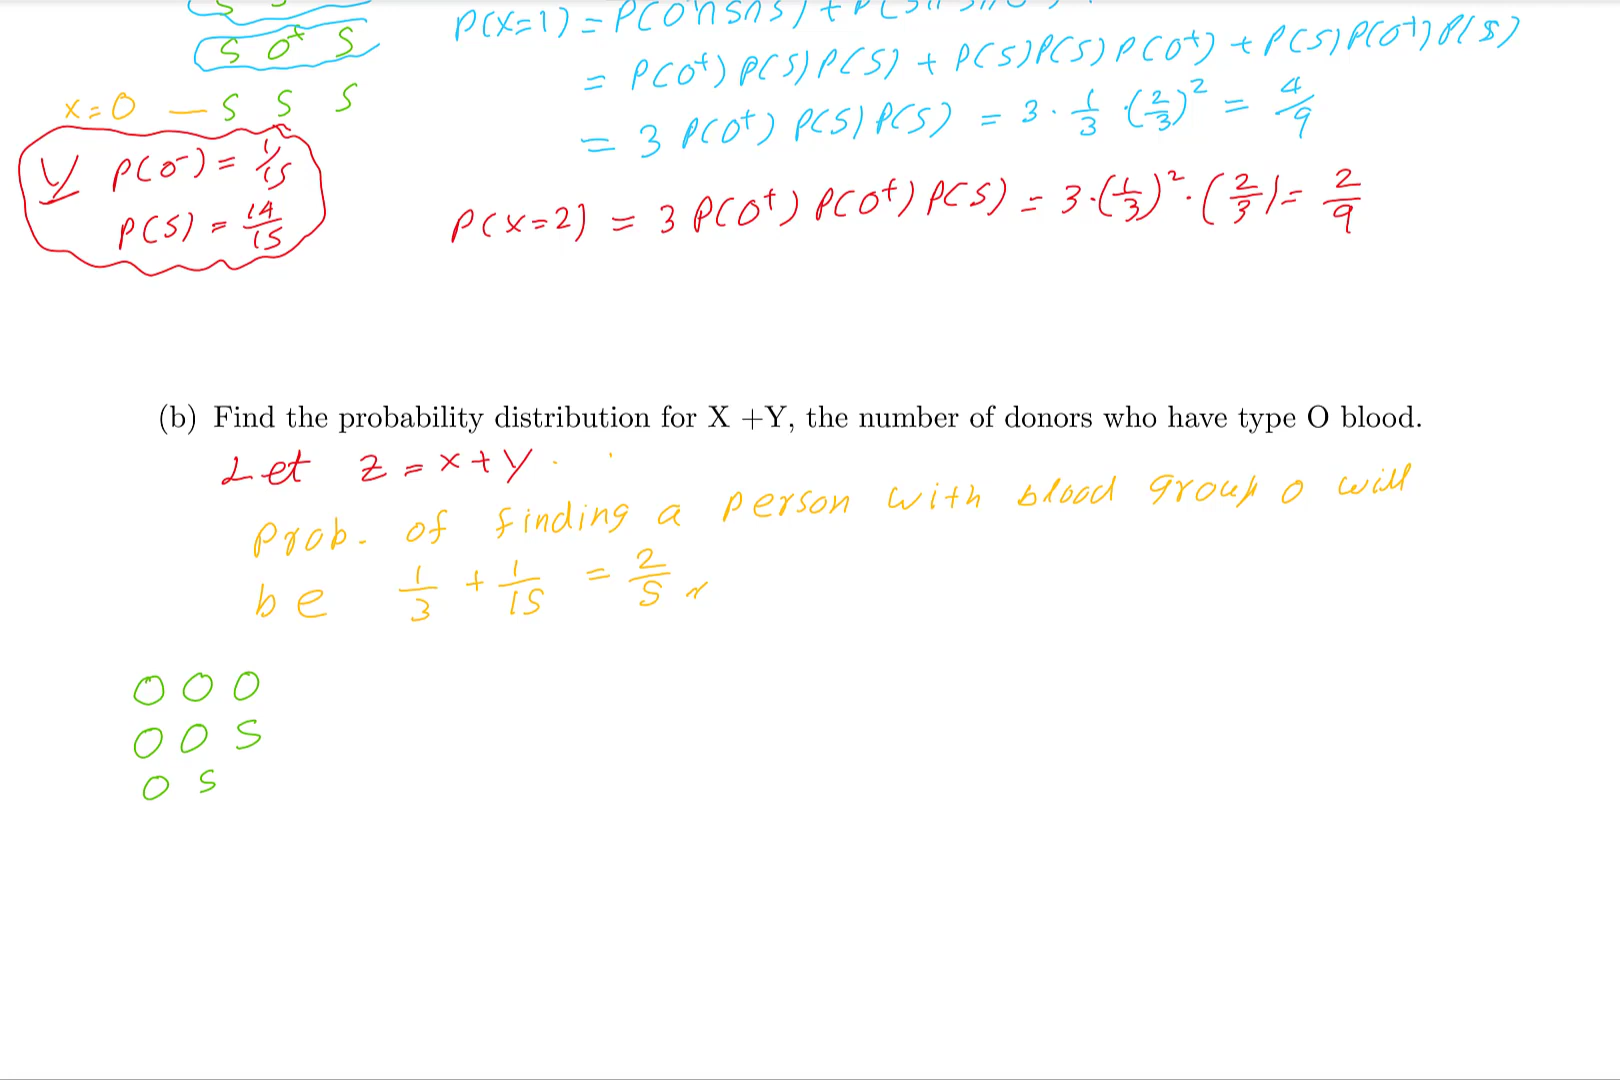 S S
P(X=1) = P(O⁺∩S∩S) + P(S∩
S O⁺ S
= P(O⁺) P(S) P(S) + P(S) P(S) P(O⁺) + P(S) P(O⁺) P(S)
X=0 — S S S
= 3 P(O⁺) P(S) P(S) = 3 · 1/3 · (2/3)² = 4/9
Y P(O⁻) = 1/15
P(S) = 14/15
P(X=2) = 3 P(O⁺) P(O⁺) P(S) = 3·(1/3)²·(2/3) = 2/9
(b) Find the probability distribution for X +Y, the number of donors who have type O blood.
Let Z = X + Y .
Prob. of finding a person with blood group O will
be 1/3 + 1/15 = 2/5
O O O
O O S
O S